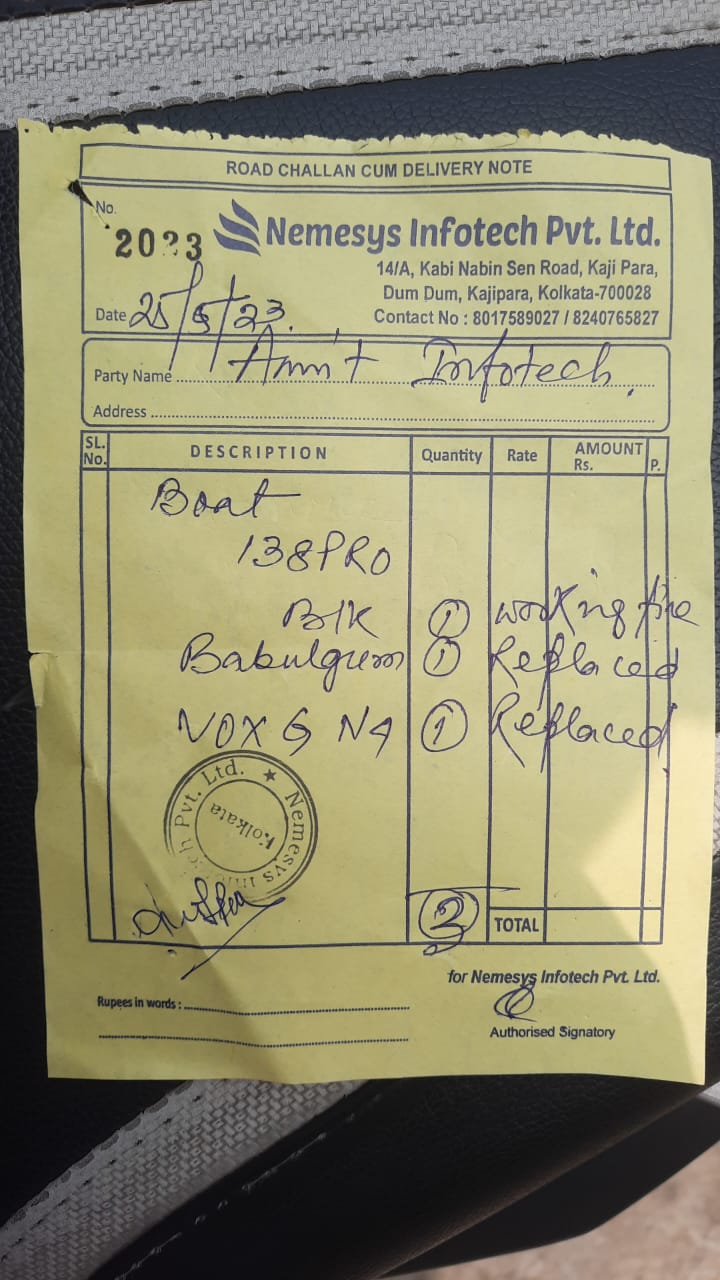 ROAD CHALLAN CUM DELIVERY NOTE
No.
2023
Nemesys Infotech Pvt. Ltd.
14/A, Kabi Nabin Sen Road, Kaji Para,
Dum Dum, Kajipara, Kolkata-700028
Contact No : 8017589027 / 8240765827
Date 25/5/23.
Party Name Amit Infotech.
Address
SL. No. DESCRIPTION Quantity Rate AMOUNT Rs. P.
Boat
138PRO
Blk 1 working fine
Babulgum 1 Replaced
VOX G N4 1 Replaced
Nemesys Infotech Pvt. Ltd. ★
Kolkata
3 TOTAL
for Nemesys Infotech Pvt. Ltd.
Rupees in words :
Authorised Signatory